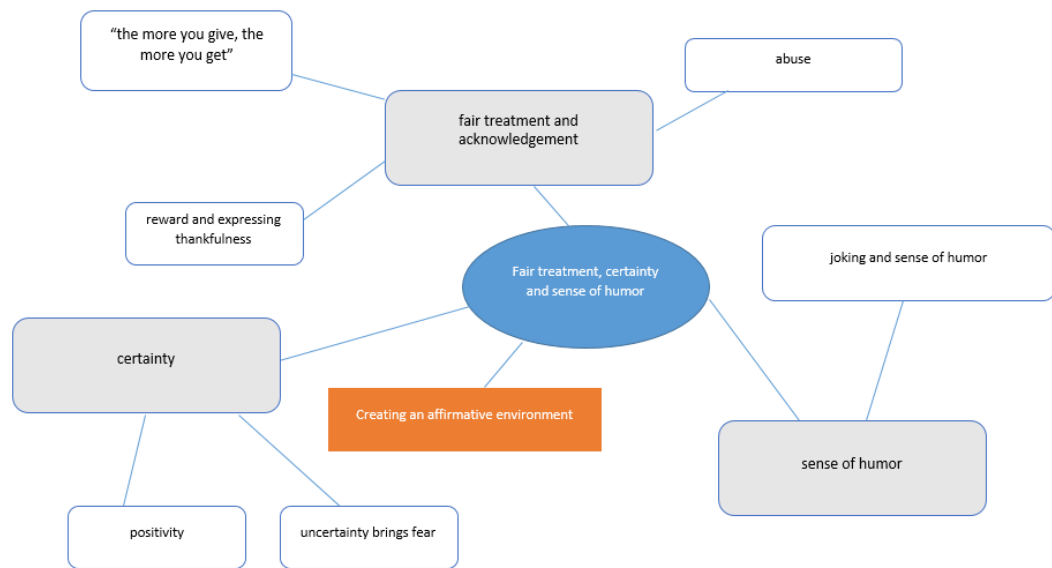 “the more you give, the
more you get”
abuse
fair treatment and
acknowledgement
reward and expressing
thankfulness
Fair treatment, certainty
and sense of humor
joking and sense of humor
certainty
Creating an affirmative environment
sense of humor
positivity
uncertainty brings fear